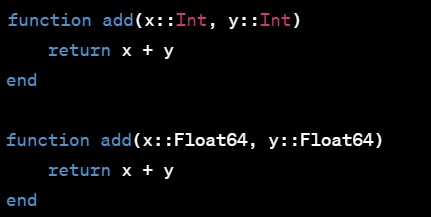 function add(x::Int, y::Int)
    return x + y
end

function add(x::Float64, y::Float64)
    return x + y
end